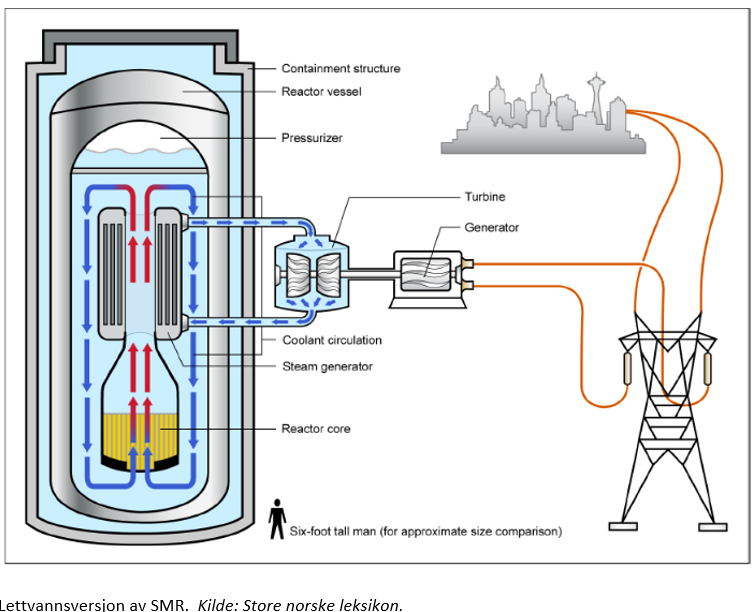 Containment structure
Reactor vessel
Pressurizer
Turbine
Generator
Coolant circulation
Steam generator
Reactor core
Six-foot tall man (for approximate size comparison)
Lettvannsversjon av SMR. Kilde: Store norske leksikon.